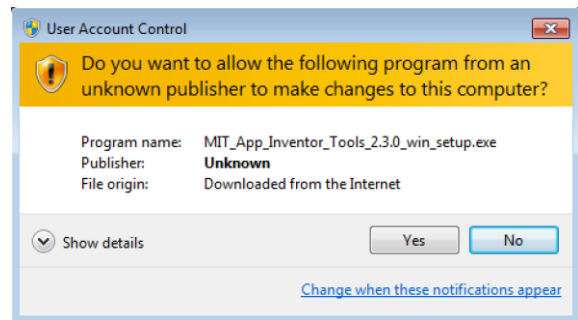 User Account Control
Do you want to allow the following program from an
unknown publisher to make changes to this computer?
Program name: MIT_App_Inventor_Tools_2.3.0_win_setup.exe
Publisher: Unknown
File origin: Downloaded from the Internet
Show details
Yes
No
Change when these notifications appear